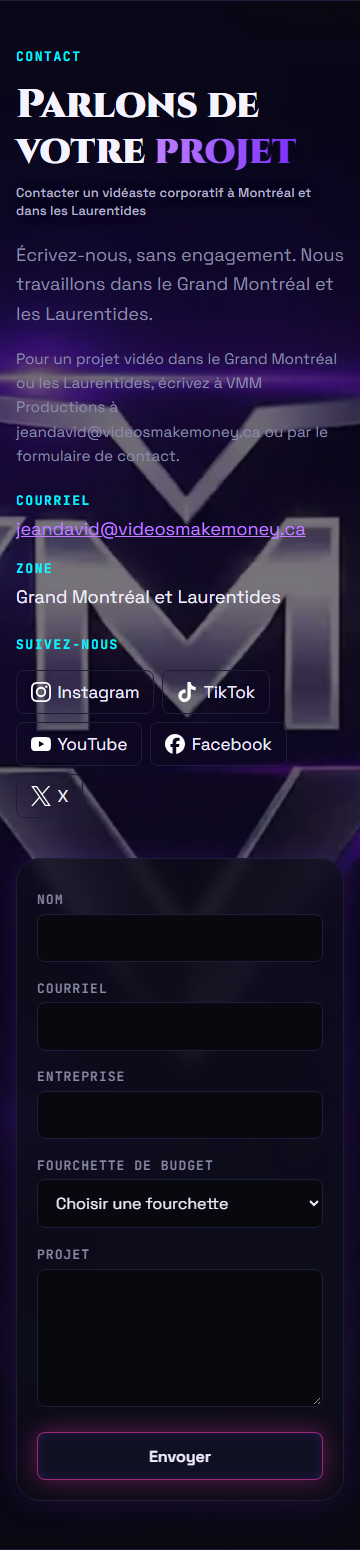 CONTACT
Parlons de
votre projet
Contacter un vidéaste corporatif à Montréal et
dans les Laurentides
Écrivez-nous, sans engagement. Nous
travaillons dans le Grand Montréal et
les Laurentides.
Pour un projet vidéo dans le Grand Montréal
ou les Laurentides, écrivez à VMM
Productions à
jeandavid@videosmakemoney.ca ou par le
formulaire de contact.
COURRIEL
jeandavid@videosmakemoney.ca
ZONE
Grand Montréal et Laurentides
SUIVEZ-NOUS
Instagram TikTok
YouTube Facebook
X
NOM
COURRIEL
ENTREPRISE
FOURCHETTE DE BUDGET
Choisir une fourchette
PROJET
Envoyer